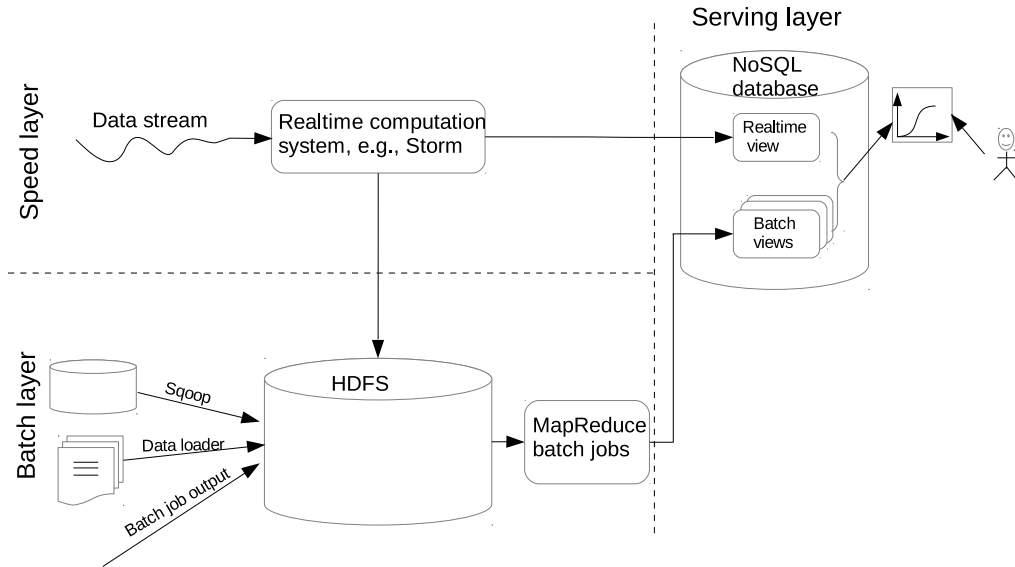 Serving layer
Speed layer
Data stream
Realtime computation
system, e.g., Storm
NoSQL
database
Realtime
view
Batch
views
Batch layer
Sqoop
Data loader
Batch job output
HDFS
MapReduce
batch jobs